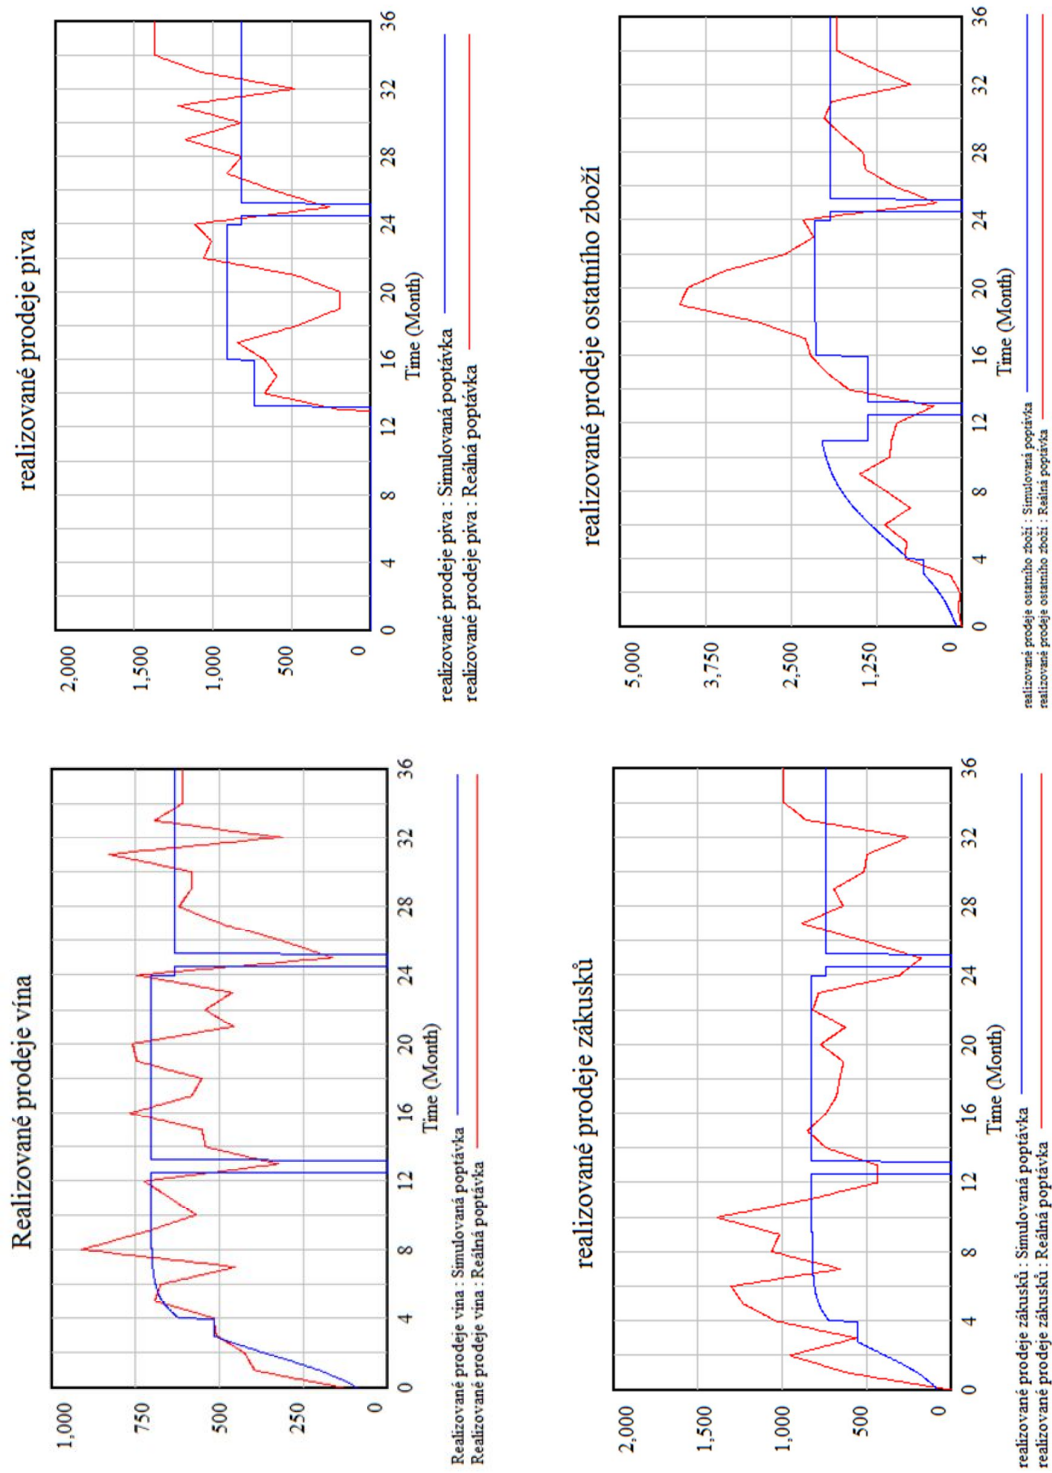 Realizované prodeje vína
1,000
750
500
250
0
0 4 8 12 16 20 24 28 32 36
Time (Month)
Realizované prodeje vína : Simulovaná poptávka
Realizované prodeje vína : Reálná poptávka
realizované prodeje piva
2,000
1,500
1,000
500
0
0 4 8 12 16 20 24 28 32 36
Time (Month)
realizované prodeje piva : Simulovaná poptávka
realizované prodeje piva : Reálná poptávka
realizované prodeje zákusků
2,000
1,500
1,000
500
0
0 4 8 12 16 20 24 28 32 36
Time (Month)
realizované prodeje zákusků : Simulovaná poptávka
realizované prodeje zákusků : Reálná poptávka
realizované prodeje ostatního zboží
5,000
3,750
2,500
1,250
0
0 4 8 12 16 20 24 28 32 36
Time (Month)
realizované prodeje ostatního zboží : Simulovaná poptávka
realizované prodeje ostatního zboží : Reálná poptávka